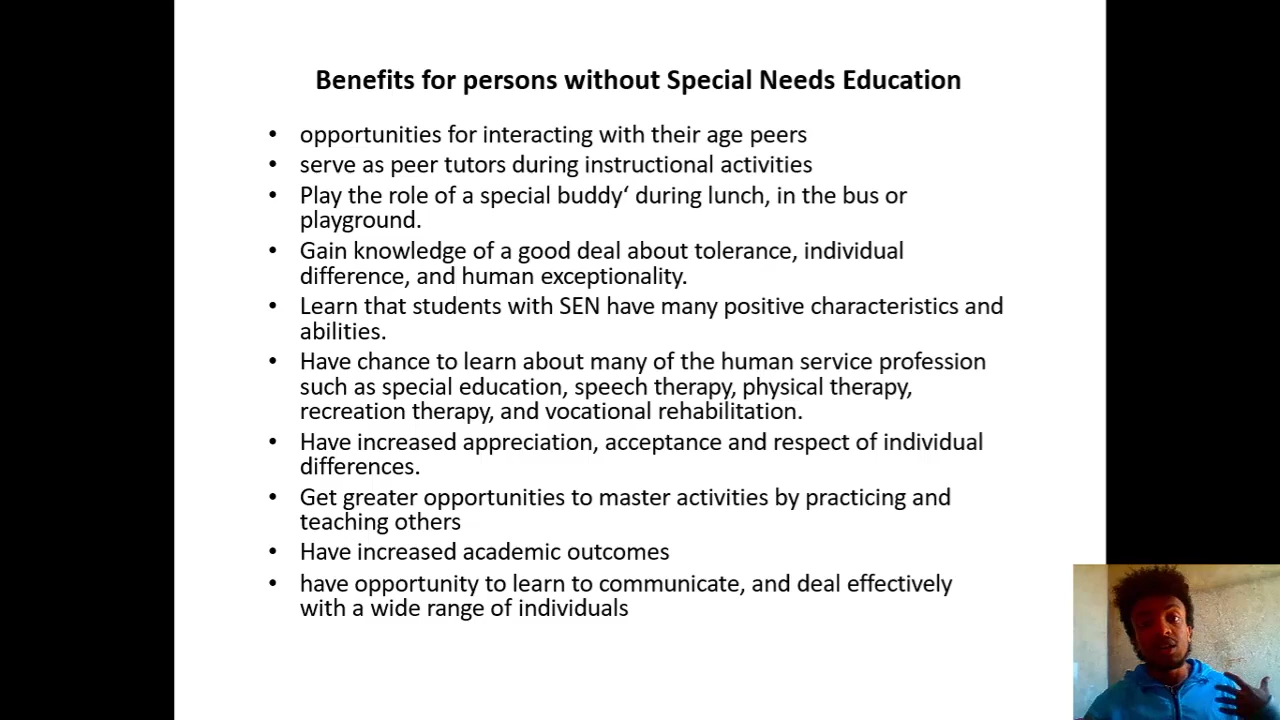 Benefits for persons without Special Needs Education
• opportunities for interacting with their age peers
• serve as peer tutors during instructional activities
• Play the role of a special buddy‘ during lunch, in the bus or
playground.
• Gain knowledge of a good deal about tolerance, individual
difference, and human exceptionality.
• Learn that students with SEN have many positive characteristics and
abilities.
• Have chance to learn about many of the human service profession
such as special education, speech therapy, physical therapy,
recreation therapy, and vocational rehabilitation.
• Have increased appreciation, acceptance and respect of individual
differences.
• Get greater opportunities to master activities by practicing and
teaching others
• Have increased academic outcomes
• have opportunity to learn to communicate, and deal effectively
with a wide range of individuals